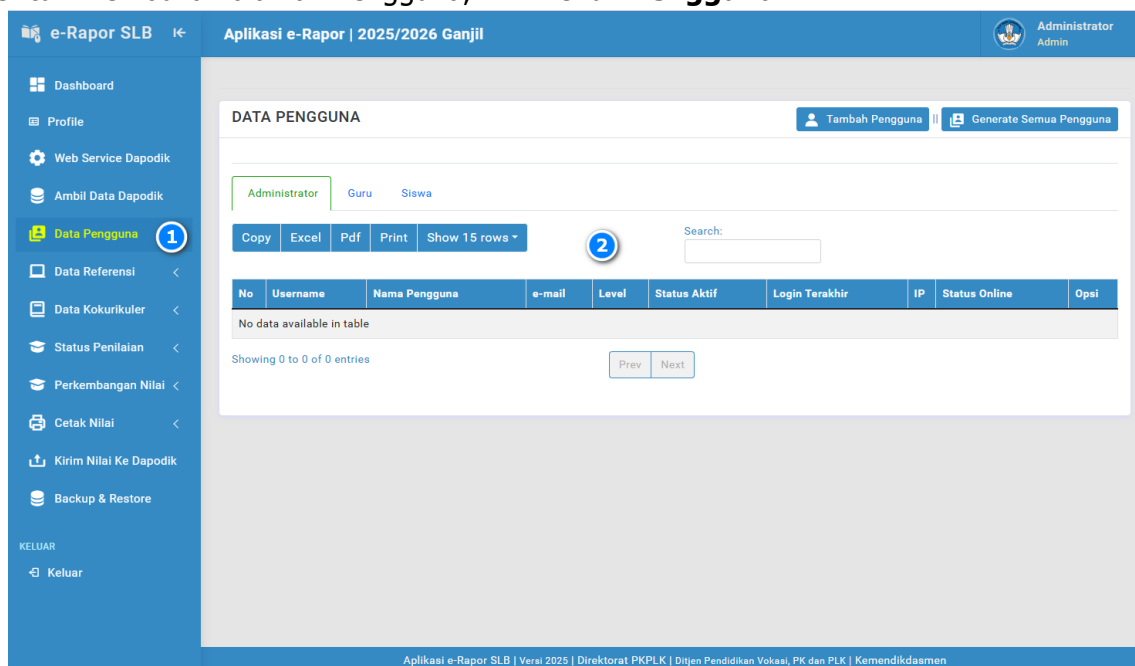 e-Rapor SLB
Aplikasi e-Rapor | 2025/2026 Ganjil
Administrator
Admin
Dashboard
Profile
Web Service Dapodik
Ambil Data Dapodik
Data Pengguna
1
Data Referensi
Data Kokurikuler
Status Penilaian
Perkembangan Nilai
Cetak Nilai
Kirim Nilai Ke Dapodik
Backup & Restore
KELUAR
Keluar
DATA PENGGUNA
Tambah Pengguna || Generate Semua Pengguna
Administrator Guru Siswa
Copy Excel Pdf Print Show 15 rows
2
Search:
No Username Nama Pengguna e-mail Level Status Aktif Login Terakhir IP Status Online Opsi
No data available in table
Showing 0 to 0 of 0 entries
Prev Next
Aplikasi e-Rapor SLB | Versi 2025 | Direktorat PKPLK | Ditjen Pendidikan Vokasi, PK dan PLK | Kemendikdasmen